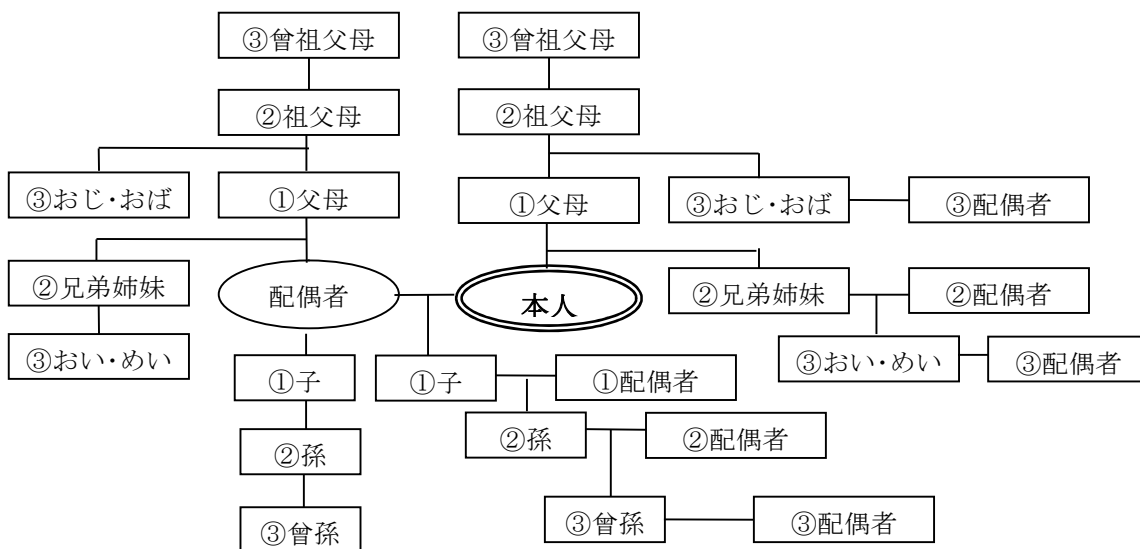 ③曾祖父母 ③曾祖父母
②祖父母 ②祖父母
③おじ・おば ①父母 ①父母 ③おじ・おば ③配偶者
②兄弟姉妹 配偶者 本人 ②兄弟姉妹 ②配偶者
③おい・めい ①子 ①子 ①配偶者 ③おい・めい ③配偶者
②孫 ②孫 ②配偶者
③曾孫 ③曾孫 ③配偶者